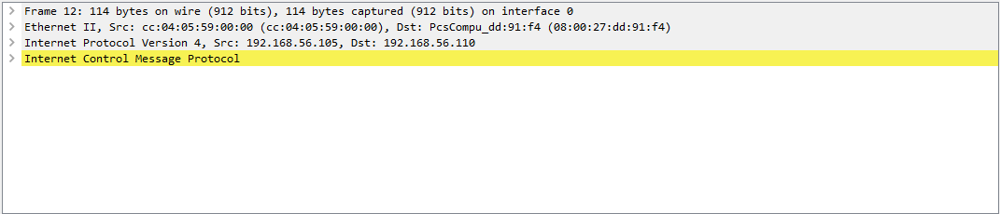 Frame 12: 114 bytes on wire (912 bits), 114 bytes captured (912 bits) on interface 0
Ethernet II, Src: cc:04:05:59:00:00 (cc:04:05:59:00:00), Dst: PcsCompu_dd:91:f4 (08:00:27:dd:91:f4)
Internet Protocol Version 4, Src: 192.168.56.105, Dst: 192.168.56.110
Internet Control Message Protocol